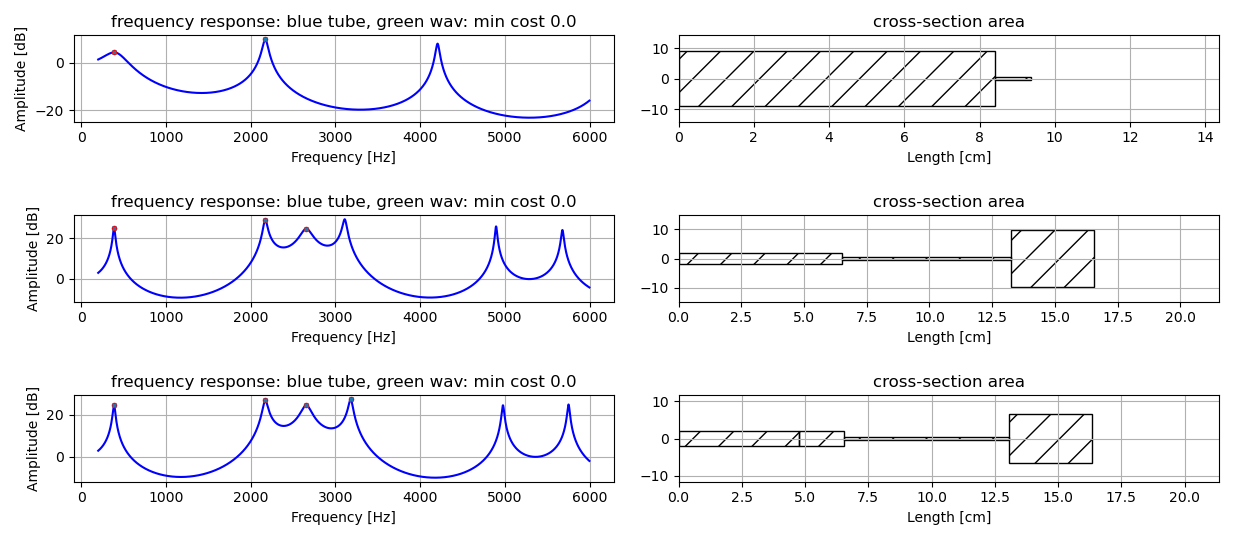 frequency response: blue tube, green wav: min cost 0.0
Amplitude [dB]
0
−20
0 1000 2000 3000 4000 5000 6000
Frequency [Hz]
cross-section area
10
0
−10
0 2 4 6 8 10 12 14
Length [cm]
frequency response: blue tube, green wav: min cost 0.0
Amplitude [dB]
20
0
0 1000 2000 3000 4000 5000 6000
Frequency [Hz]
cross-section area
10
0
−10
0.0 2.5 5.0 7.5 10.0 12.5 15.0 17.5 20.0
Length [cm]
frequency response: blue tube, green wav: min cost 0.0
Amplitude [dB]
20
0
0 1000 2000 3000 4000 5000 6000
Frequency [Hz]
cross-section area
10
0
−10
0.0 2.5 5.0 7.5 10.0 12.5 15.0 17.5 20.0
Length [cm]